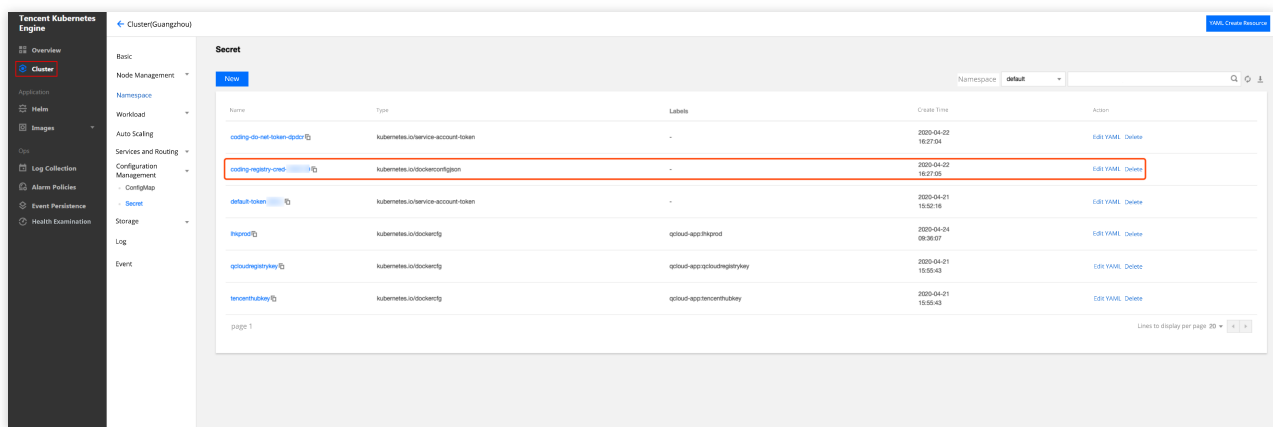 Tencent Kubernetes
Engine
Overview
Cluster
Application
Helm
Images
Ops
Log Collection
Alarm Policies
Event Persistence
Health Examination
Cluster(Guangzhou)
YAML Create Resource
Basic
Node Management
Namespace
Workload
Auto Scaling
Services and Routing
Configuration
Management
ConfigMap
Secret
Storage
Log
Event
Secret
New
Namespace default
Name Type Labels Create Time Action
coding-do-net-token-dpdcr kubernetes.io/service-account-token - 2020-04-22 Edit YAML Delete
16:27:04
coding-registry-cred- kubernetes.io/dockerconfigjson - 2020-04-22 Edit YAML Delete
16:27:05
default-token kubernetes.io/service-account-token - 2020-04-21 Edit YAML Delete
15:52:16
lhkprod kubernetes.io/dockercfg qcloud-app:lhkprod 2020-04-24 Edit YAML Delete
09:36:07
qcloudregistrykey kubernetes.io/dockercfg qcloud-app:qcloudregistrykey 2020-04-21 Edit YAML Delete
15:55:43
tencenthubkey kubernetes.io/dockercfg qcloud-app:tencenthubkey 2020-04-21 Edit YAML Delete
15:55:43
page 1
Lines to display per page 20